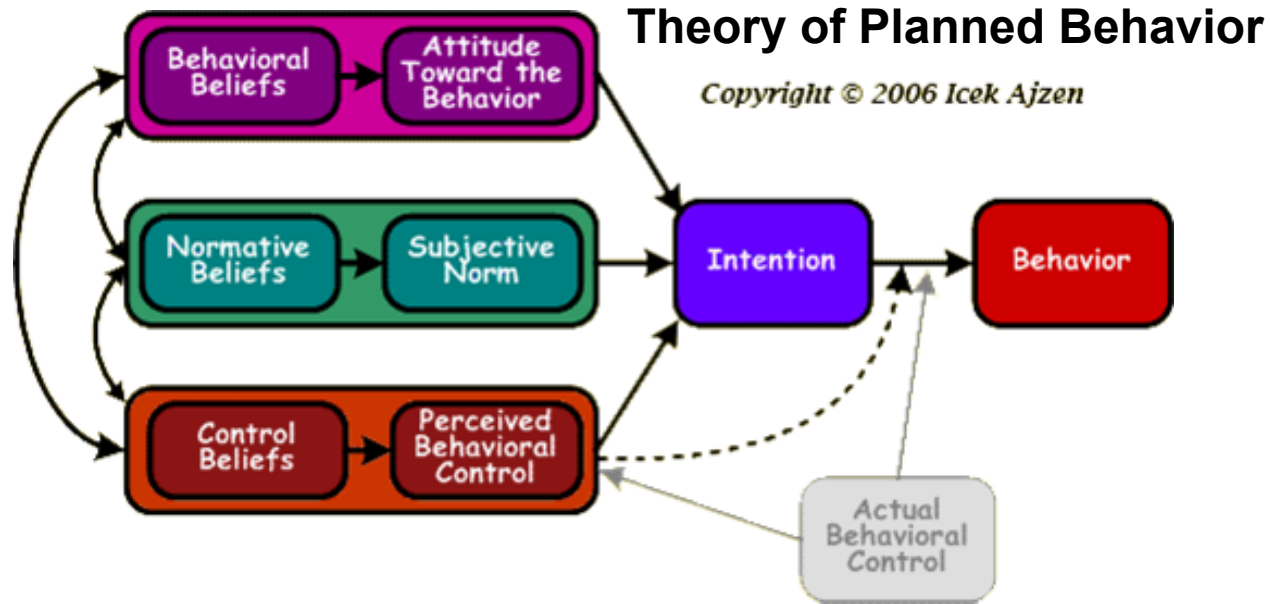 Theory of Planned Behavior
Copyright © 2006 Icek Ajzen
Behavioral
Beliefs
Attitude
Toward the
Behavior
Normative
Beliefs
Subjective
Norm
Intention
Behavior
Control
Beliefs
Perceived
Behavioral
Control
Actual
Behavioral
Control